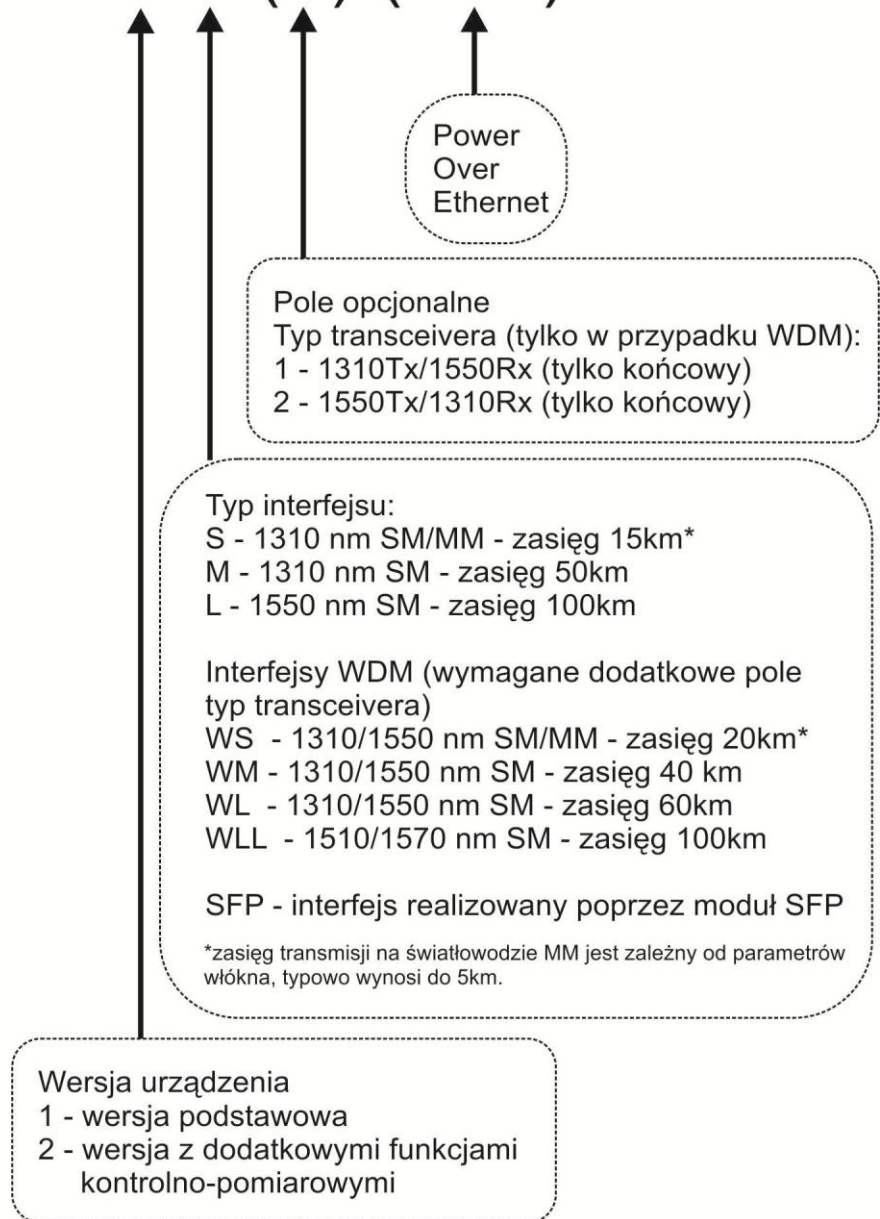 Power
Over
Ethernet
Pole opcjonalne
Typ transceivera (tylko w przypadku WDM):
1 - 1310Tx/1550Rx (tylko końcowy)
2 - 1550Tx/1310Rx (tylko końcowy)
Typ interfejsu:
S - 1310 nm SM/MM - zasięg 15km*
M - 1310 nm SM - zasięg 50km
L - 1550 nm SM - zasięg 100km
Interfejsy WDM (wymagane dodatkowe pole
typ transceivera)
WS - 1310/1550 nm SM/MM - zasięg 20km*
WM - 1310/1550 nm SM - zasięg 40 km
WL - 1310/1550 nm SM - zasięg 60km
WLL - 1510/1570 nm SM - zasięg 100km
SFP - interfejs realizowany poprzez moduł SFP
*zasięg transmisji na światłowodzie MM jest zależny od parametrów
włókna, typowo wynosi do 5km.
Wersja urządzenia
1 - wersja podstawowa
2 - wersja z dodatkowymi funkcjami
kontrolno-pomiarowymi